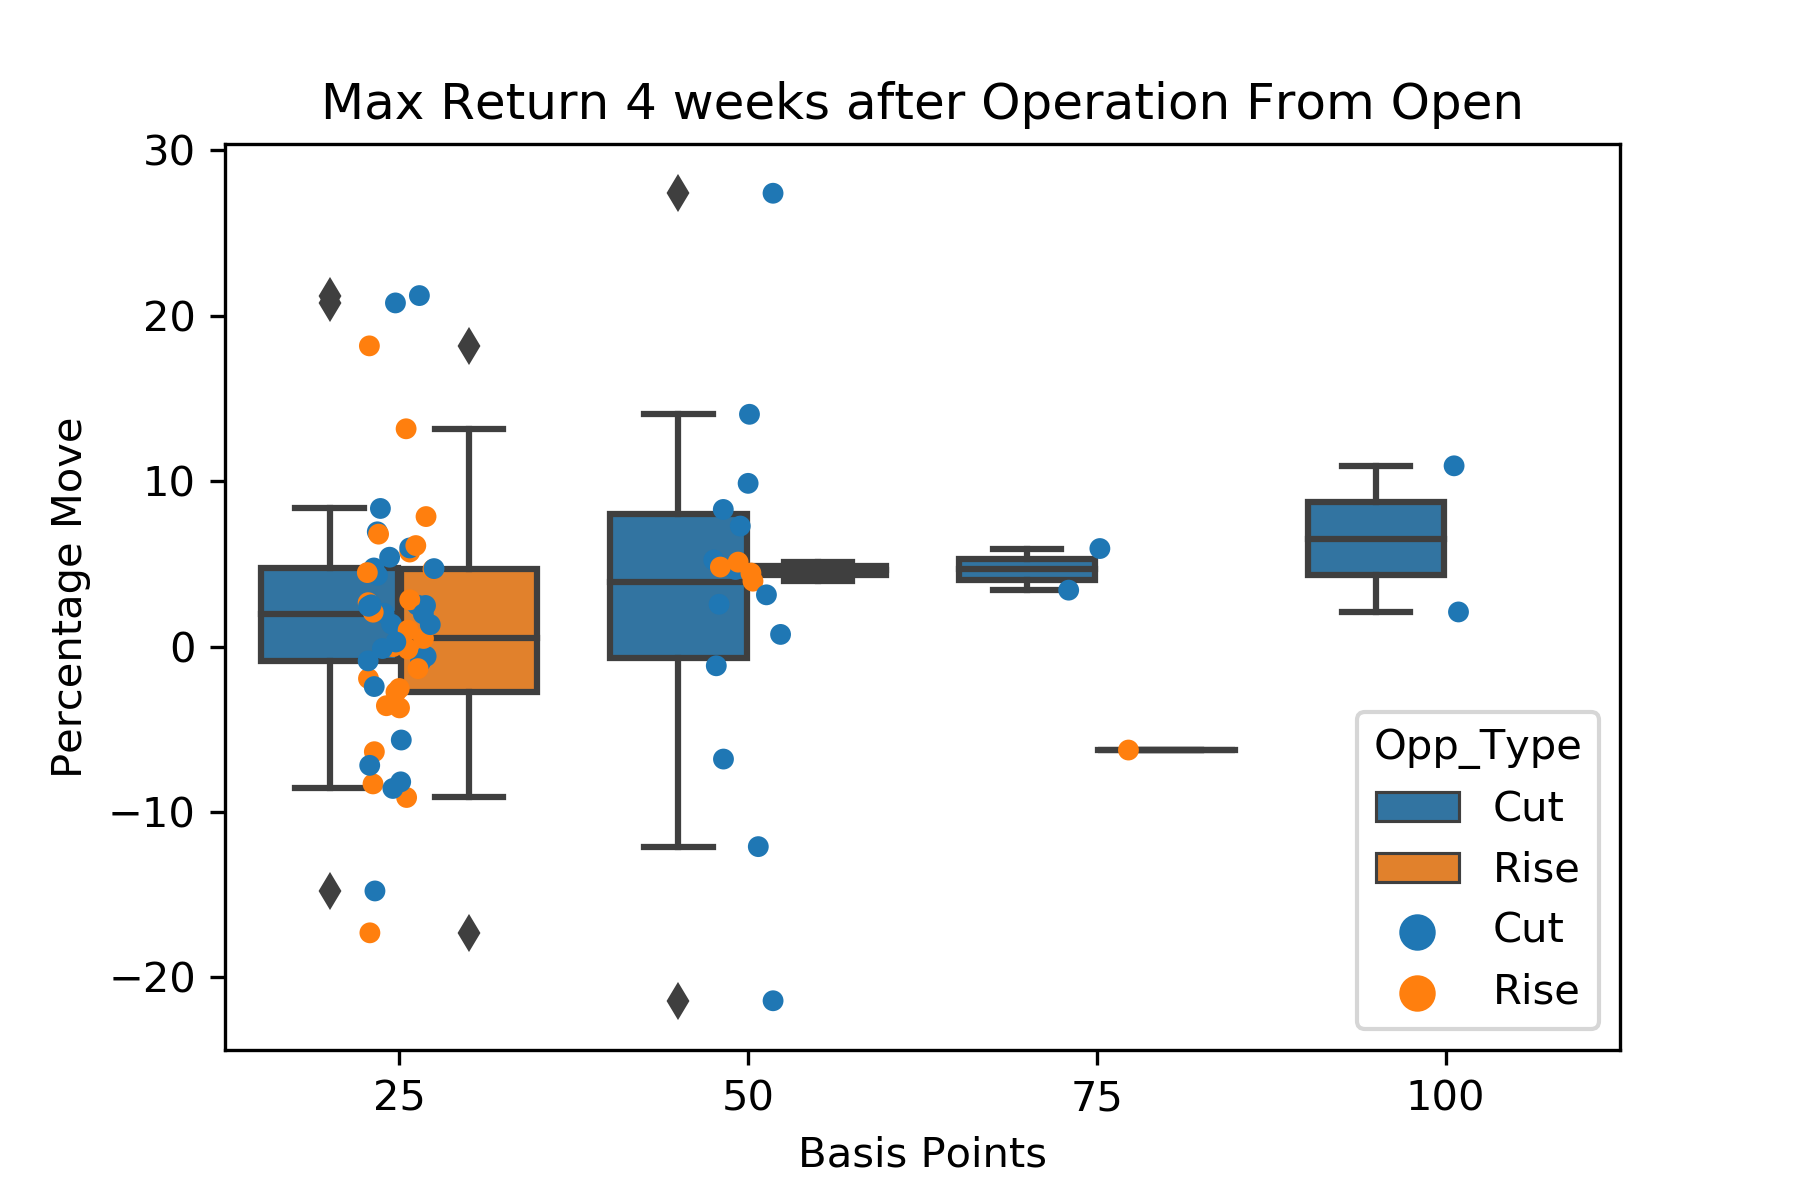 Max Return 4 weeks after Operation From Open
30
20
10
0
−10
−20
Percentage Move
25
50
75
100
Basis Points
Opp_Type
Cut
Rise
Cut
Rise